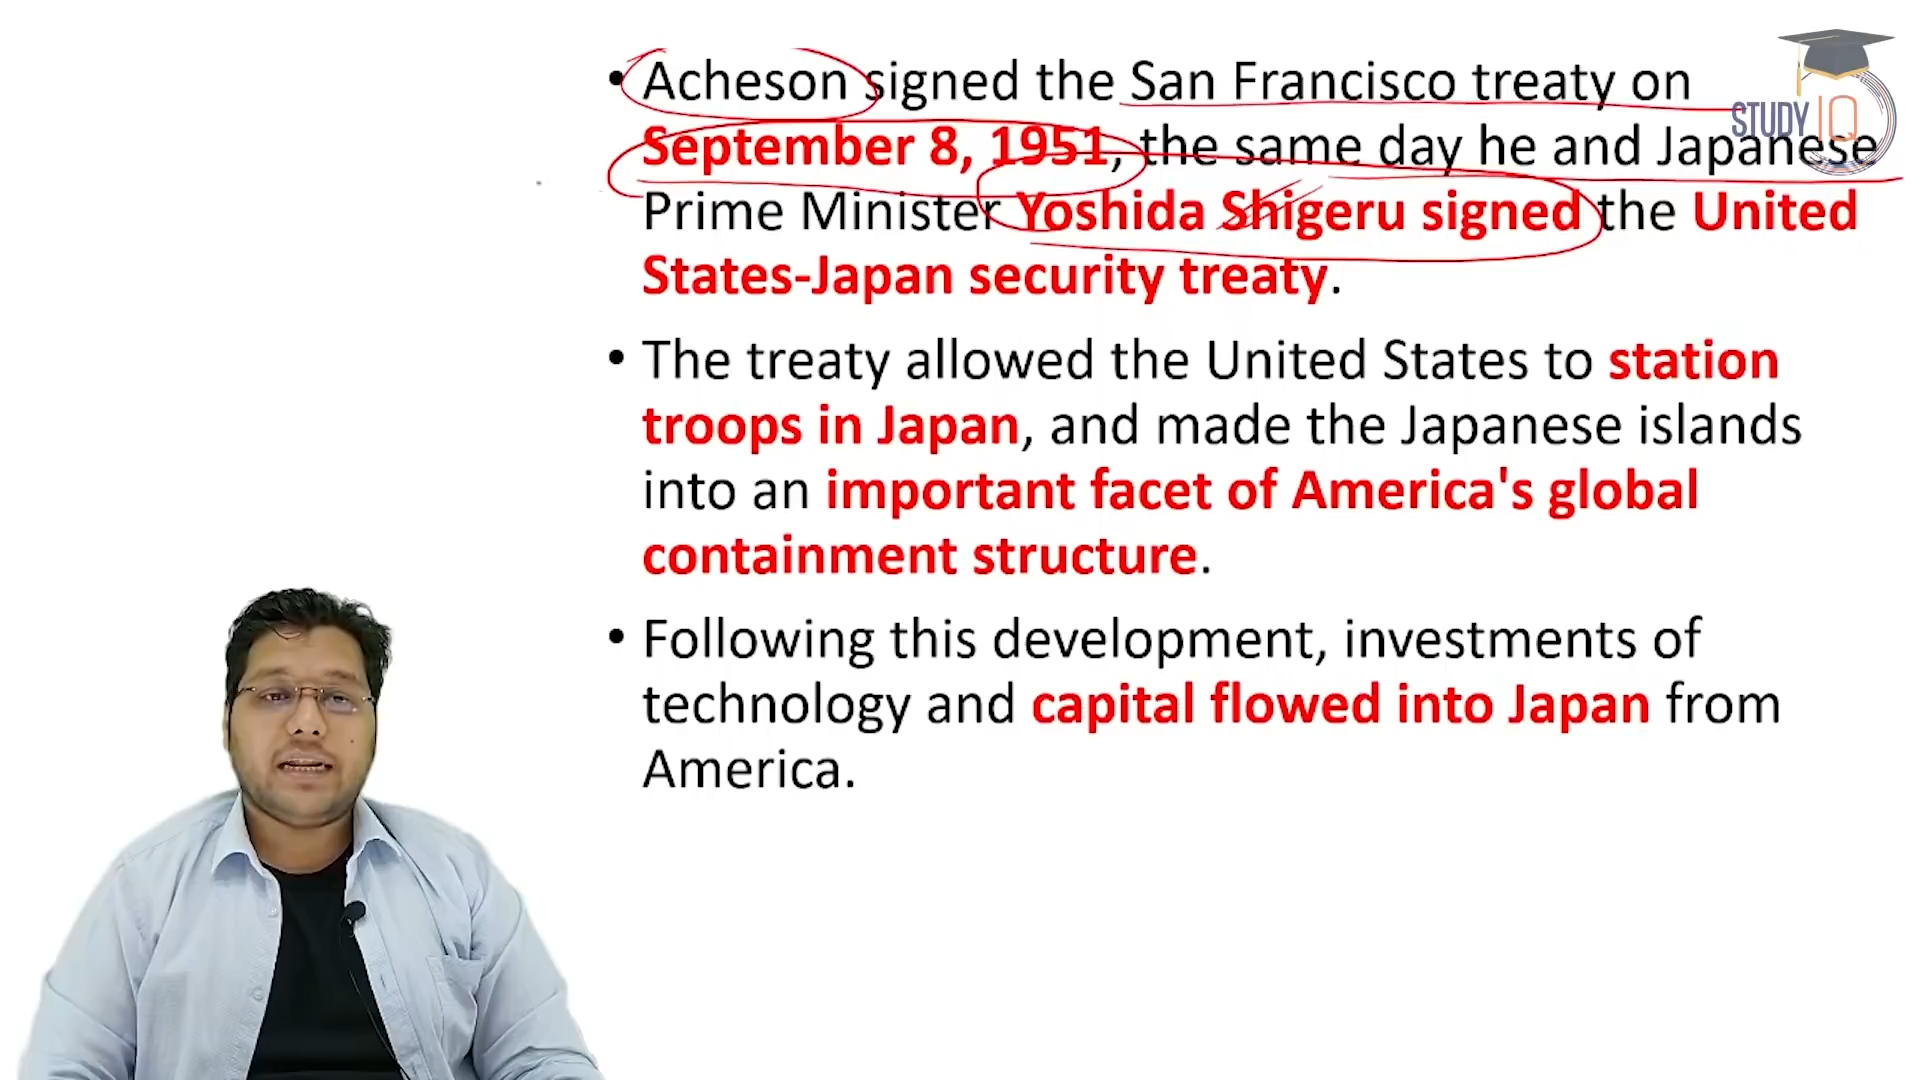 • Acheson signed the San Francisco treaty on
September 8, 1951, the same day he and Japanese
Prime Minister Yoshida Shigeru signed the United
States-Japan security treaty.
• The treaty allowed the United States to station
troops in Japan, and made the Japanese islands
into an important facet of America's global
containment structure.
• Following this development, investments of
technology and capital flowed into Japan from
America.
STUDY IQ